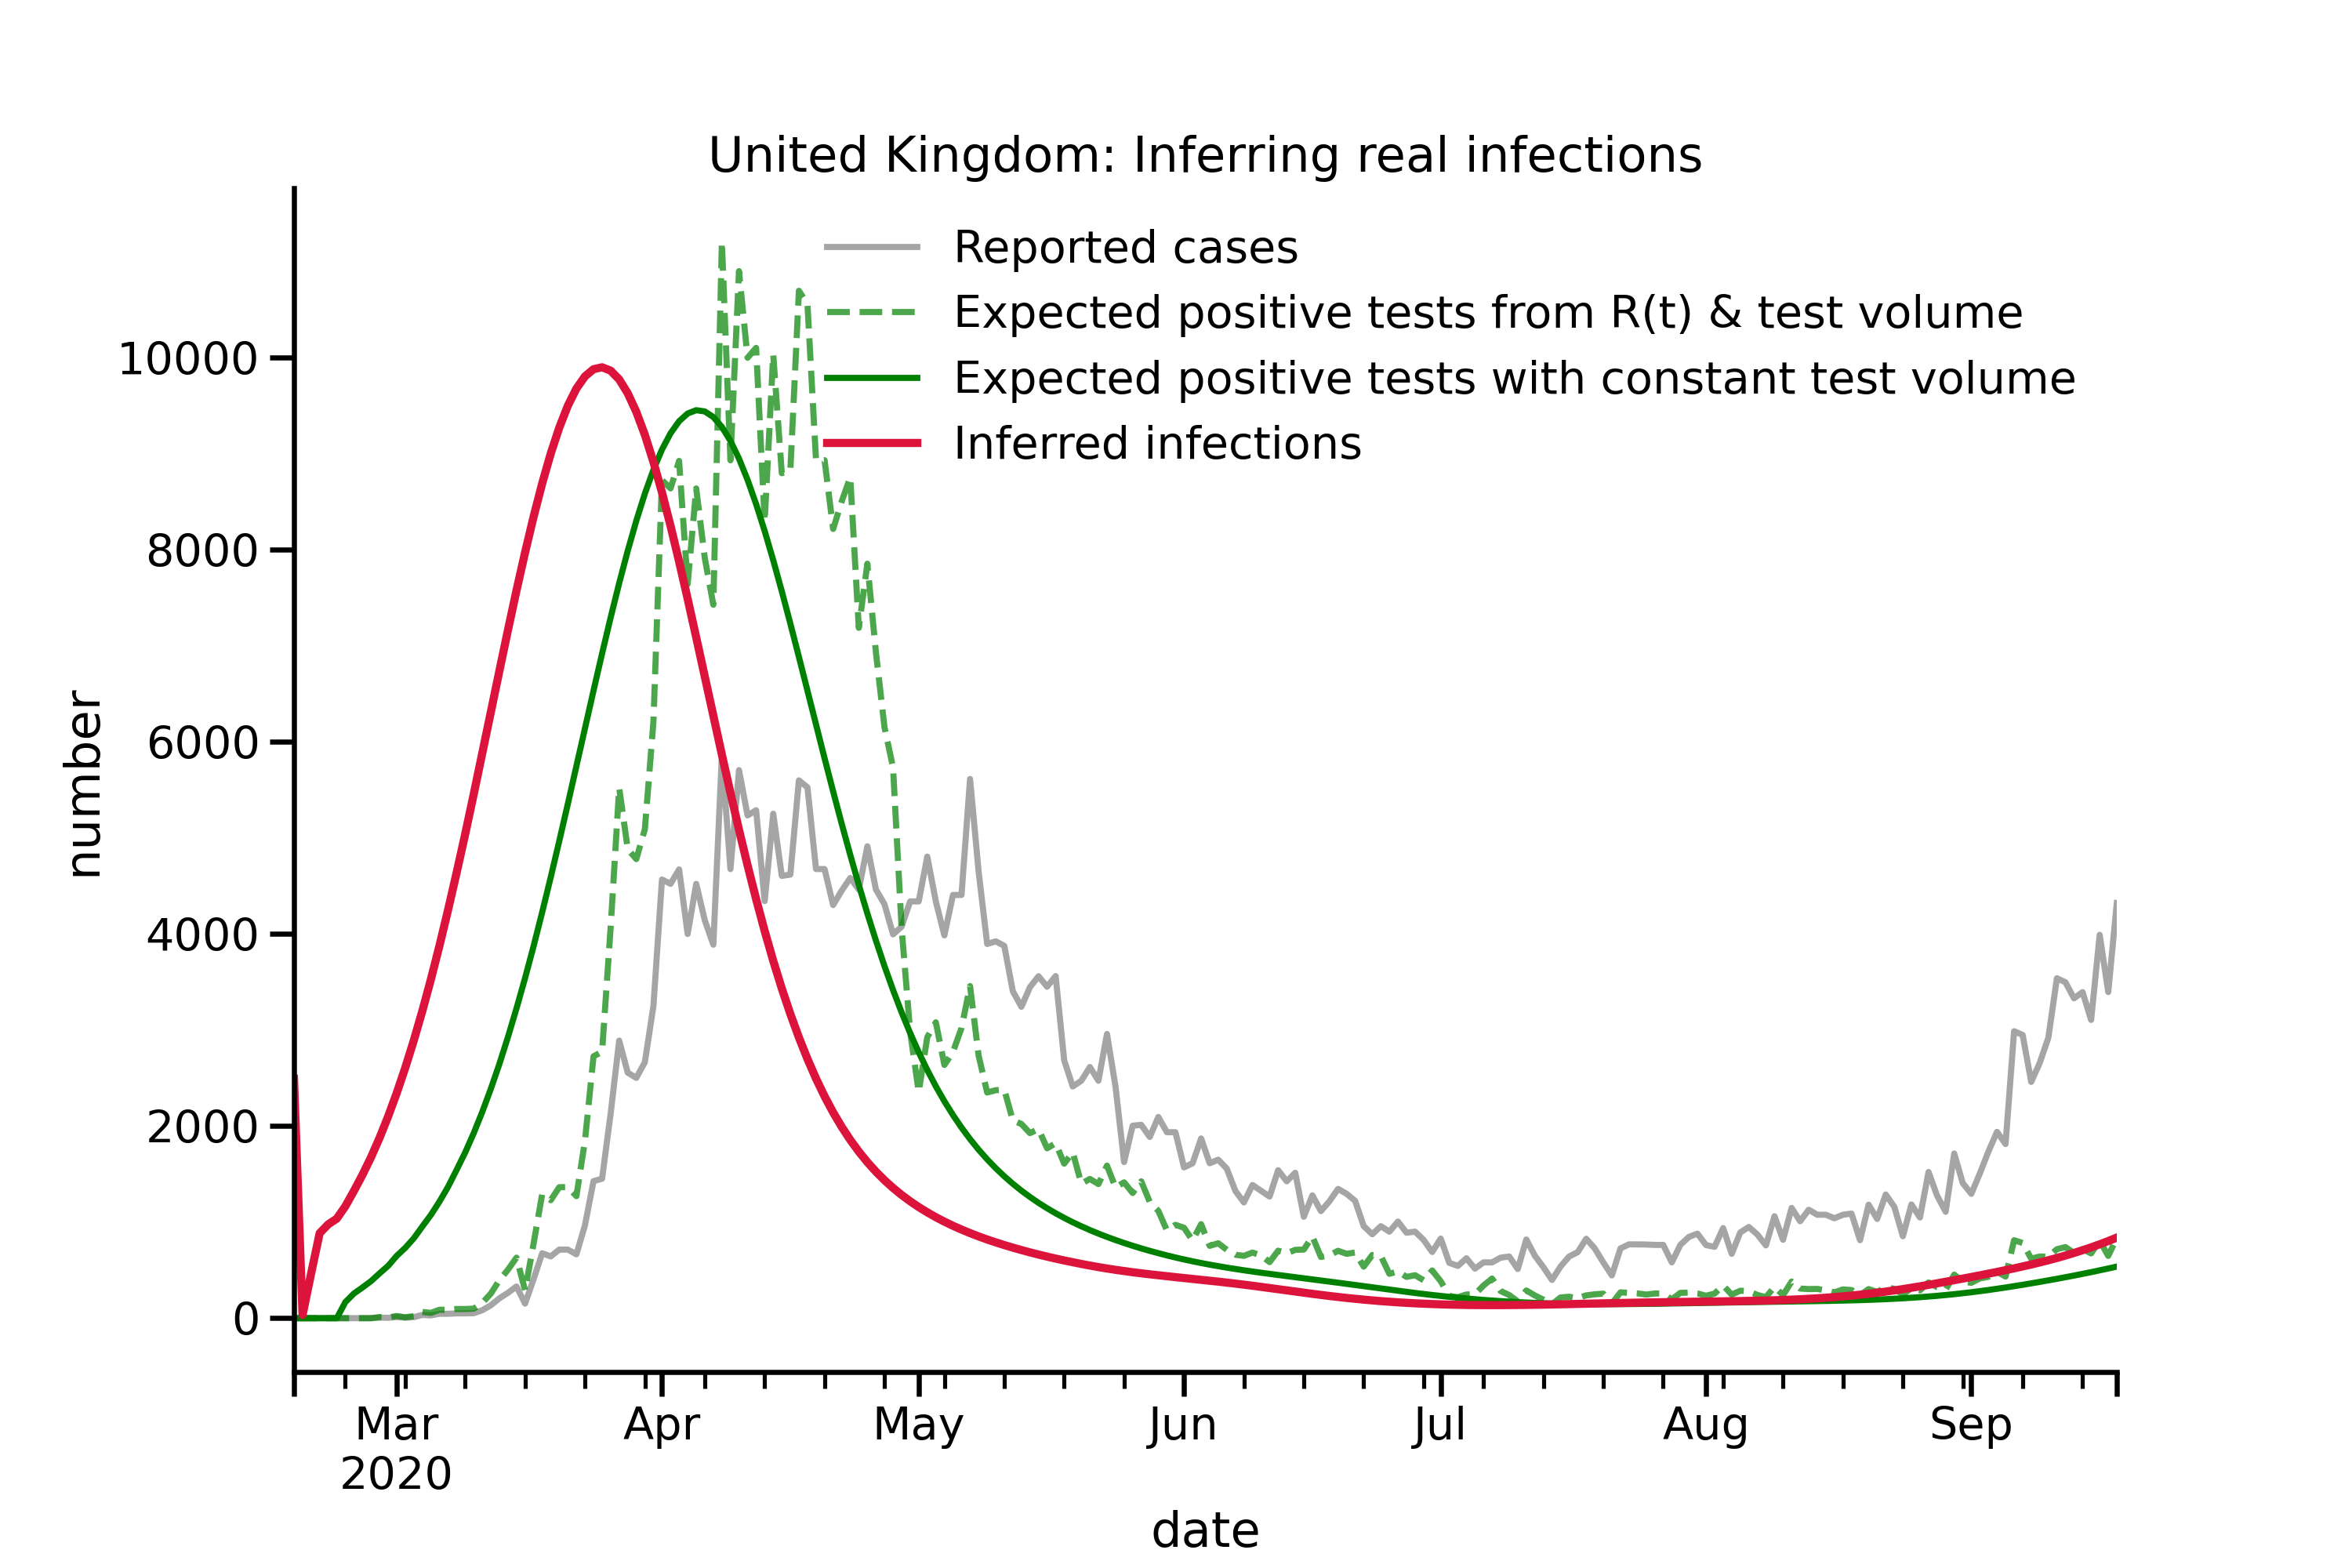 United Kingdom: Inferring real infections
Reported cases
Expected positive tests from R(t) & test volume
Expected positive tests with constant test volume
Inferred infections
10000
8000
6000
4000
2000
0
number
Mar Apr May Jun Jul Aug Sep
2020
date